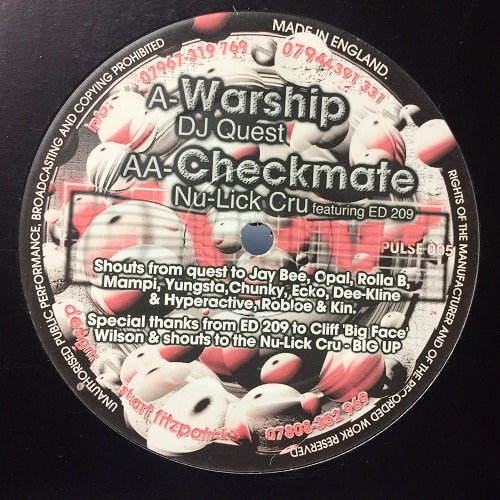 UNAUTHORISED PUBLIC PERFORMANCE, BROADCASTING AND COPYING PROHIBITED
MADE IN ENGLAND.
RIGHTS OF THE MANUFACTURER AND OF THE RECORDED WORK RESERVED
info:
07967-319 769
07944391 331
A-Warship
DJ Quest
AA-Checkmate
Nu-Lick Cru featuring ED 209
PULSE 005
Shouts from quest to Jay Bee, Opal, Rolla B,
Mampi, Yungsta, Chunky, Ecko, Dee-Kline
& Hyperactive, Robloe & Kin.
Special thanks from ED 209 to Cliff 'Big Face'
Wilson & shouts to the Nu-Lick Cru - BIG UP
design:
stuart fitzpatrick
07808-382 969